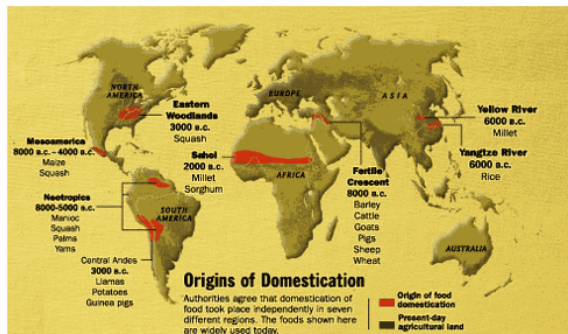 NORTH
AMERICA
EUROPE
ASIA
Eastern
Woodlands
3000 B.C.
Squash
Yellow River
6000 B.C.
Millet
Mesoamerica
8000 B.C. – 4000 B.C.
Maize
Squash
Sahel
2000 B.C.
Millet
Sorghum
AFRICA
Yangtze River
6000 B.C.
Rice
Fertile
Crescent
8000 B.C.
Barley
Cattle
Goats
Pigs
Sheep
Wheat
Neotropics
8000-5000 B.C.
Manioc
Squash
Palms
Yams
SOUTH
AMERICA
Central Andes
3000 B.C.
Llamas
Potatoes
Guinea pigs
AUSTRALIA
Origins of Domestication
Authorities agree that domestication of
food took place independently in seven
different regions. The foods shown here
are widely used today.
Origin of food
domestication
Present-day
agricultural land